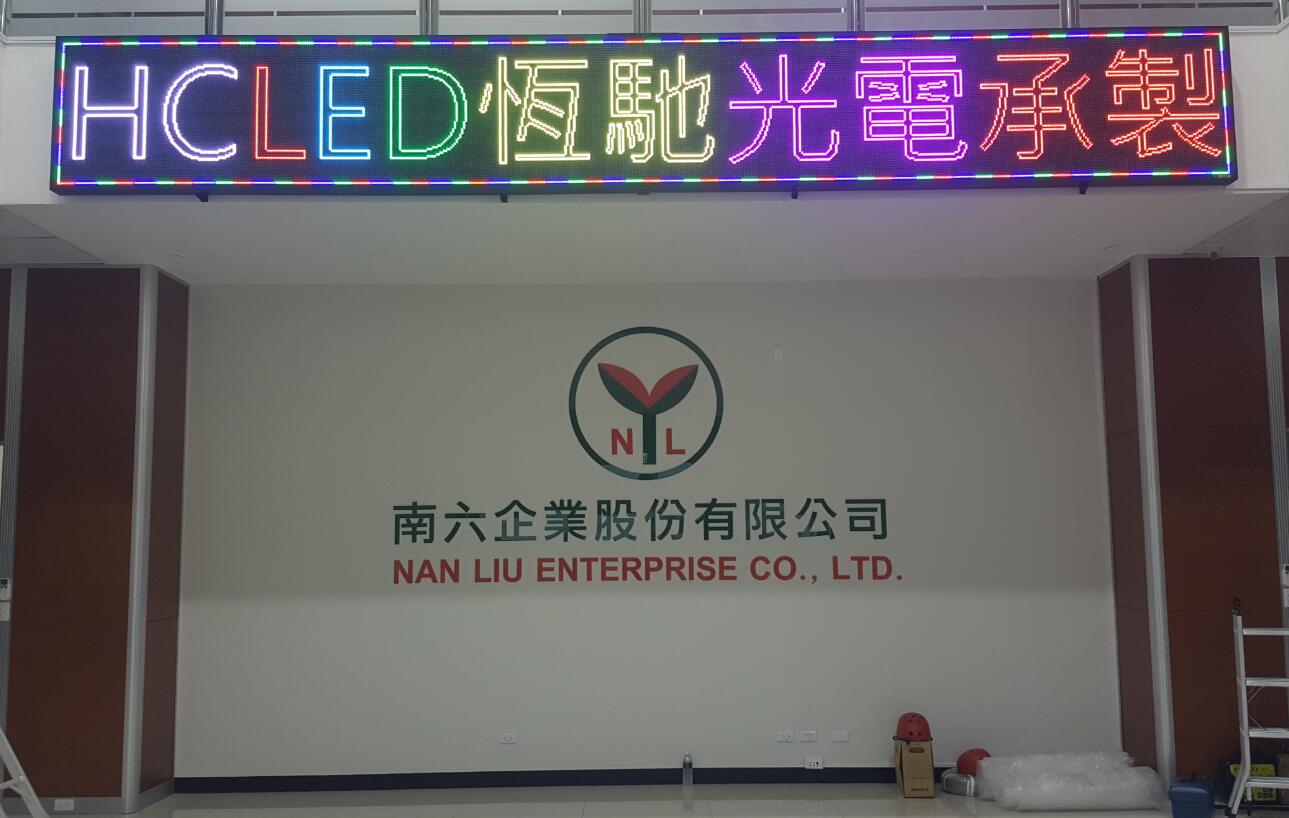 HCLED恆馳光電承製
N L
南六企業股份有限公司
NAN LIU ENTERPRISE CO., LTD.